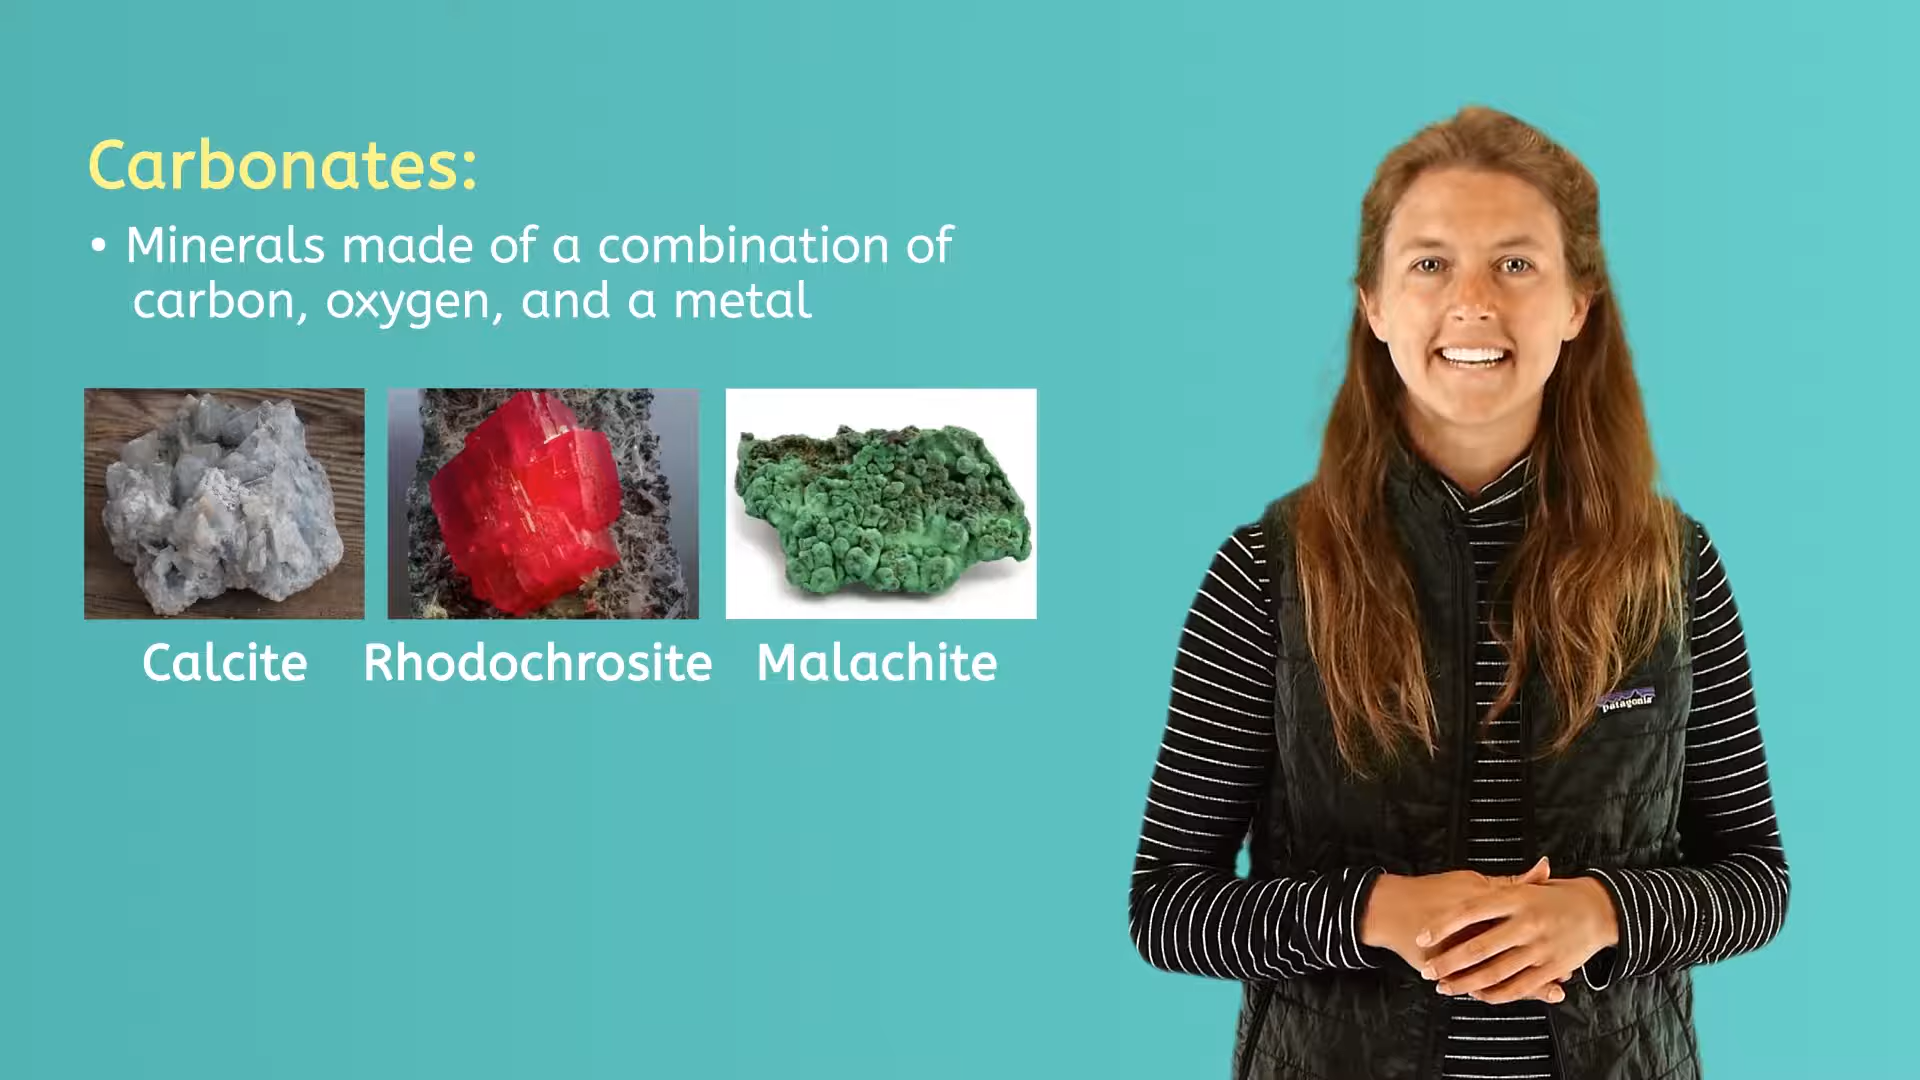 Carbonates:
• Minerals made of a combination of
carbon, oxygen, and a metal
Calcite Rhodochrosite Malachite
patagonia